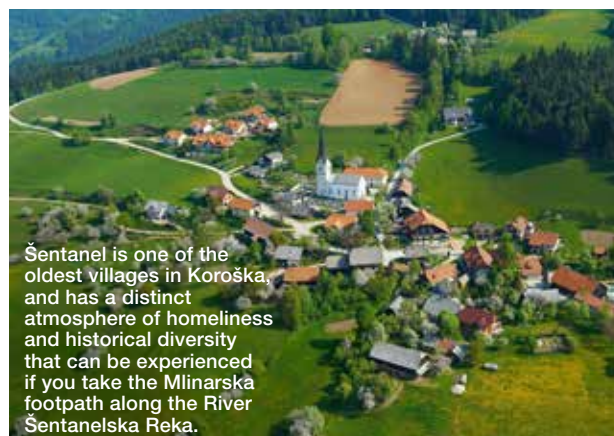 Šentanel is one of the
oldest villages in Koroška,
and has a distinct
atmosphere of homeliness
and historical diversity
that can be experienced
if you take the Mlinarska
footpath along the River
Šentanelska Reka.